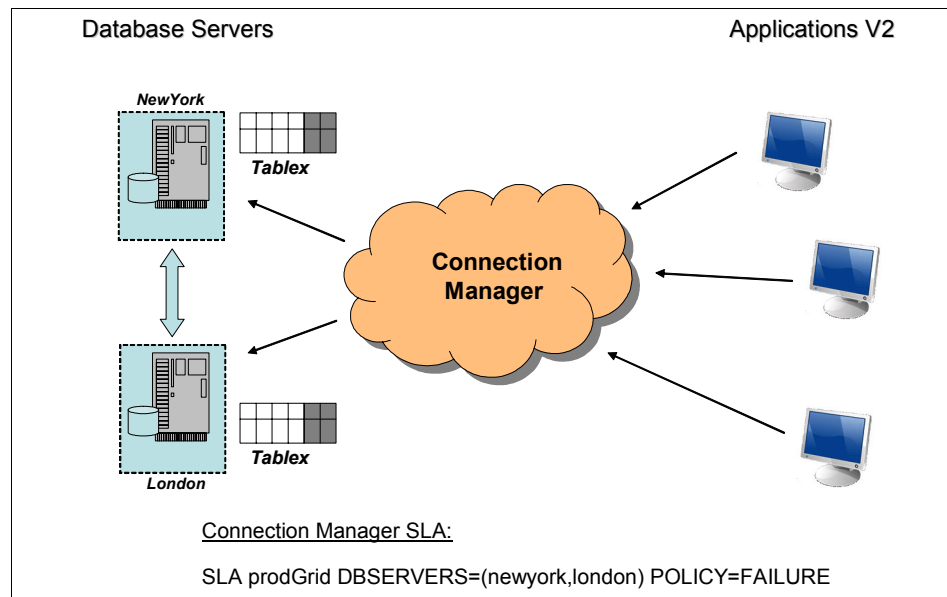 Database Servers
Applications V2
NewYork
Tablex
Connection
Manager
Tablex
London
Connection Manager SLA:
SLA prodGrid DBSERVERS=(newyork,london) POLICY=FAILURE